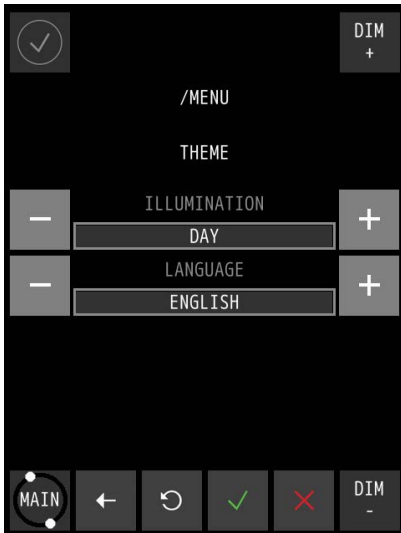 DIM
+
/MENU
THEME
ILLUMINATION
− +
DAY
LANGUAGE
− +
ENGLISH
MAIN
DIM
-